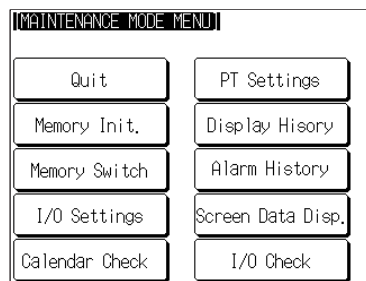 [MAINTENANCE MODE MENU]
Quit
PT Settings
Memory Init.
Display Hisory
Memory Switch
Alarm History
I/O Settings
Screen Data Disp.
Calendar Check
I/O Check